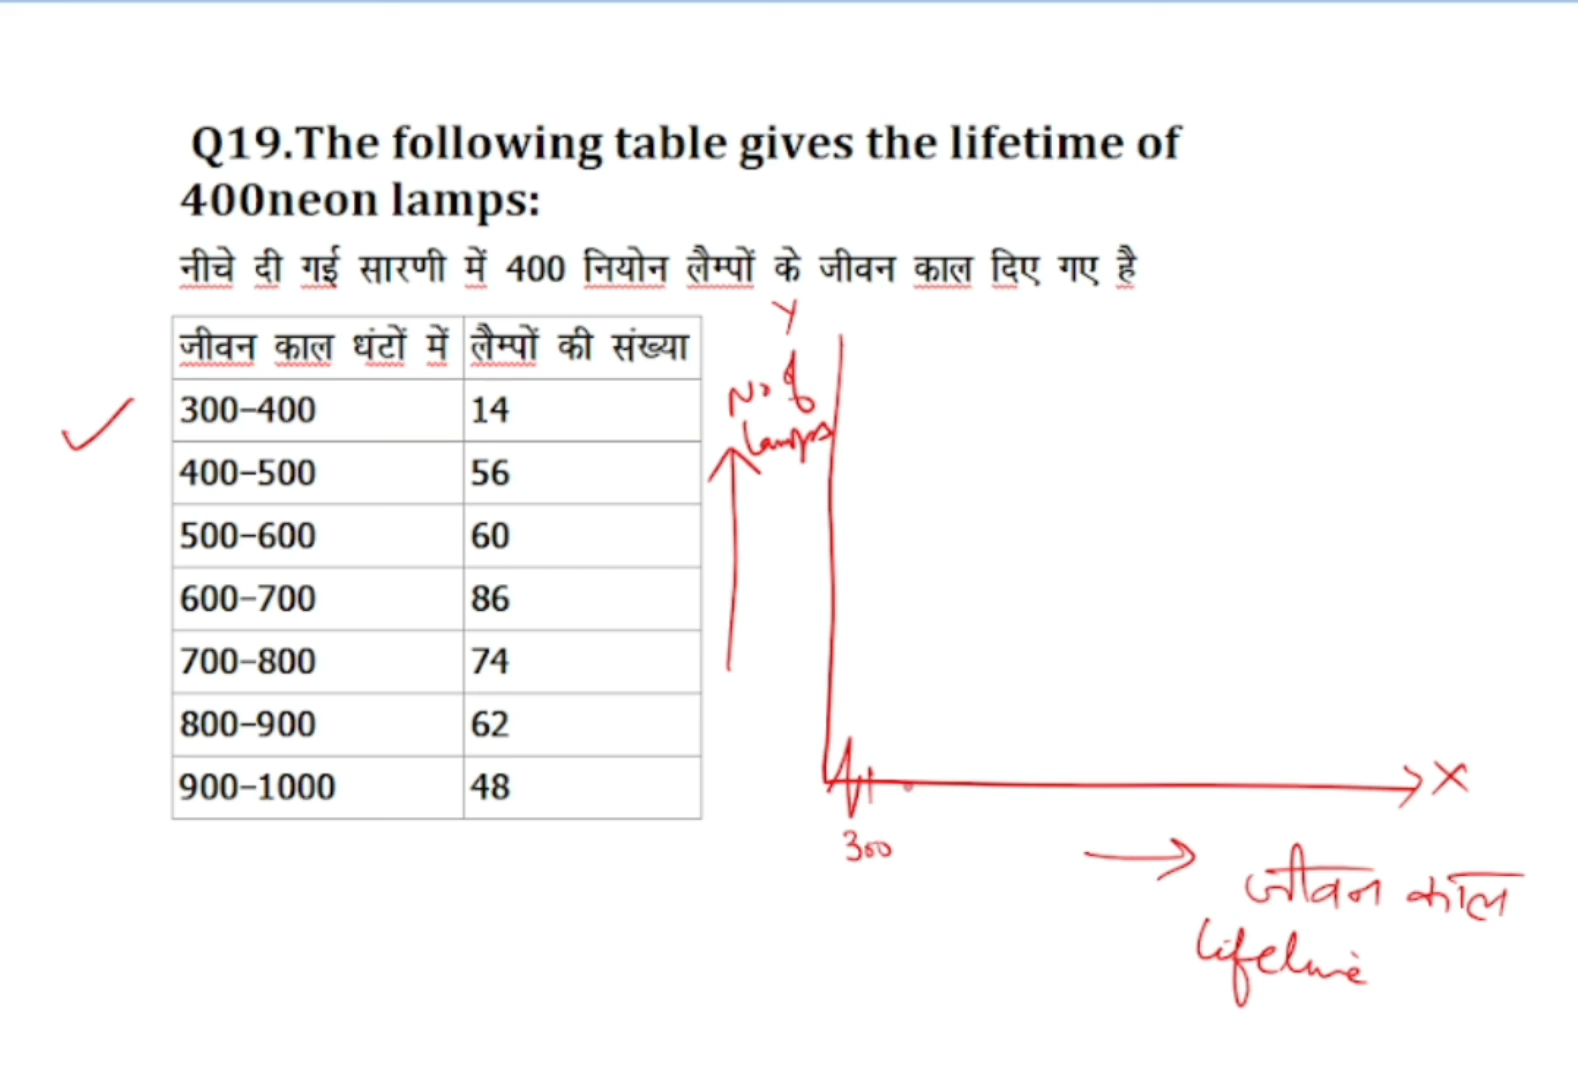 Q19.The following table gives the lifetime of
400neon lamps:
नीचे दी गई सारणी में 400 नियोन लैम्पों के जीवन काल दिए गए है
जीवन काल धंटों में लैम्पों की संख्या
300–400 14
400–500 56
500–600 60
600–700 86
700–800 74
800–900 62
900–1000 48
Y
No of
lamps
X
300
जीवन काल
lifetime